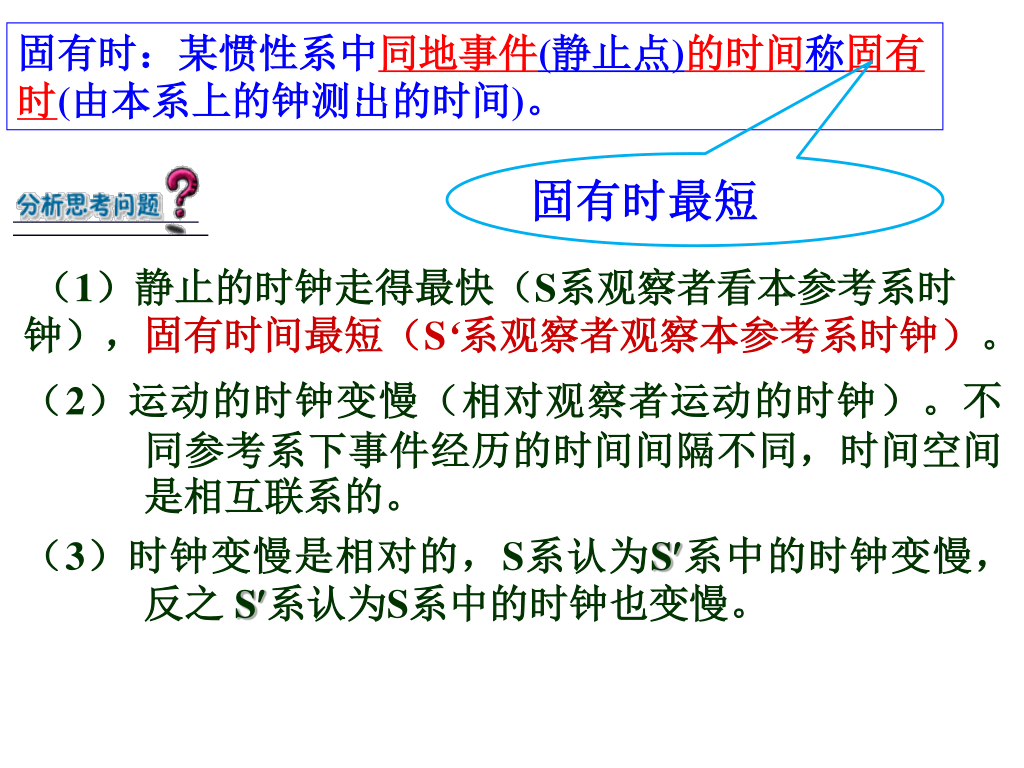 固有时：某惯性系中同地事件(静止点)的时间称固有
时(由本系上的钟测出的时间)。
固有时最短
分析思考问题?
（1）静止的时钟走得最快（S系观察者看本参考系时
钟），固有时间最短（S‘系观察者观察本参考系时钟）。
（2）运动的时钟变慢（相对观察者运动的时钟）。不
同参考系下事件经历的时间间隔不同，时间空间
是相互联系的。
（3）时钟变慢是相对的，S系认为S′系中的时钟变慢，
反之 S′系认为S系中的时钟也变慢。